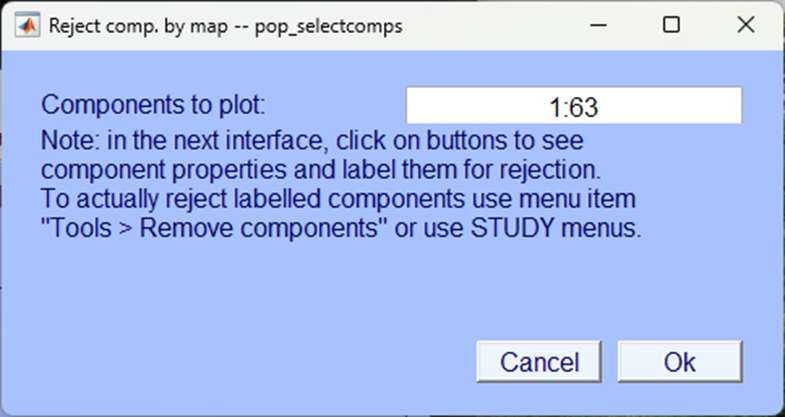 Reject comp. by map -- pop_selectcomps
Components to plot: 1:63
Note: in the next interface, click on buttons to see
component properties and label them for rejection.
To actually reject labelled components use menu item
"Tools > Remove components" or use STUDY menus.
Cancel Ok